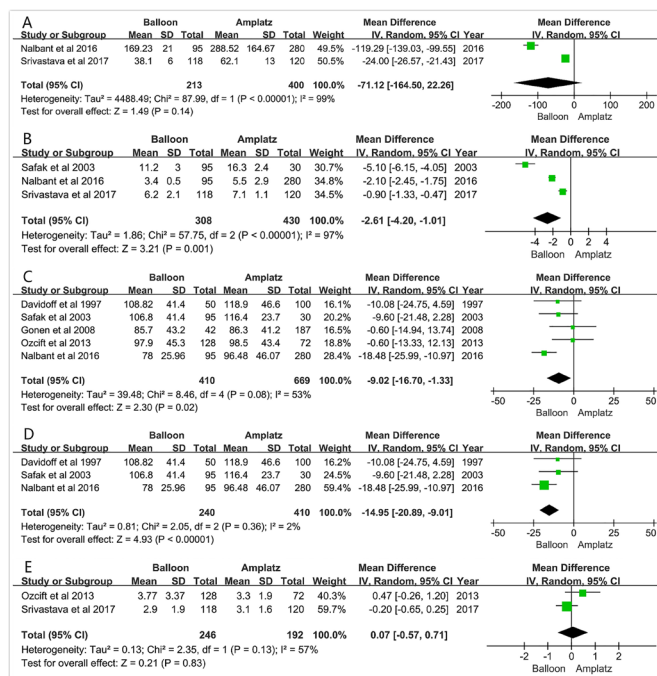 A
Balloon Amplatz Mean Difference Mean Difference
Study or Subgroup Mean SD Total Mean SD Total Weight IV, Random, 95% CI Year IV, Random, 95% CI
Nalbant et al 2016 169.23 21 95 288.52 164.67 280 49.5% -119.29 [-139.03, -99.55] 2016
Srivastava et al 2017 38.1 6 118 62.1 13 120 50.5% -24.00 [-26.57, -21.43] 2017
Total (95% CI) 213 400 100.0% -71.12 [-164.50, 22.26]
Heterogeneity: Tau² = 4488.49; Chi² = 87.99, df = 1 (P < 0.00001); I² = 99%
Test for overall effect: Z = 1.49 (P = 0.14)
-200 -100 0 100 200
Balloon Amplatz
B
Balloon Amplatz Mean Difference Mean Difference
Study or Subgroup Mean SD Total Mean SD Total Weight IV, Random, 95% CI Year IV, Random, 95% CI
Safak et al 2003 11.2 3 95 16.3 2.4 30 30.7% -5.10 [-6.15, -4.05] 2003
Nalbant et al 2016 3.4 0.5 95 5.5 2.9 280 34.8% -2.10 [-2.45, -1.75] 2016
Srivastava et al 2017 6.2 2.1 118 7.1 1.1 120 34.5% -0.90 [-1.33, -0.47] 2017
Total (95% CI) 308 430 100.0% -2.61 [-4.20, -1.01]
Heterogeneity: Tau² = 1.86; Chi² = 57.75, df = 2 (P < 0.00001); I² = 97%
Test for overall effect: Z = 3.21 (P = 0.001)
-4 -2 0 2 4
Balloon Amplatz
C
Balloon Amplatz Mean Difference Mean Difference
Study or Subgroup Mean SD Total Mean SD Total Weight IV, Random, 95% CI Year IV, Random, 95% CI
Davidoff et al 1997 108.82 41.4 50 118.9 46.6 100 16.1% -10.08 [-24.75, 4.59] 1997
Safak et al 2003 106.8 41.4 95 116.4 23.7 30 21.3% -9.60 [-21.48, 2.28] 2003
Gonen et al 2008 85.7 43.2 42 86.3 41.2 187 16.7% -0.60 [-14.94, 13.74] 2008
Ozcift et al 2013 97.9 45.3 128 98.5 43.4 72 17.6% -0.60 [-13.33, 12.13] 2013
Nalbant et al 2016 78 25.96 95 96.48 46.07 280 28.4% -18.48 [-25.99, -10.97] 2016
Total (95% CI) 410 669 100.0% -9.02 [-16.70, -1.33]
Heterogeneity: Tau² = 39.48; Chi² = 8.46, df = 4 (P = 0.08); I² = 53%
Test for overall effect: Z = 2.30 (P = 0.02)
-50 -25 0 25 50
Balloon Amplatz
D
Balloon Amplatz Mean Difference Mean Difference
Study or Subgroup Mean SD Total Mean SD Total Weight IV, Random, 95% CI Year IV, Random, 95% CI
Davidoff et al 1997 108.82 41.4 50 118.9 46.6 100 16.2% -10.08 [-24.75, 4.59] 1997
Safak et al 2003 106.8 41.4 95 116.4 23.7 30 24.5% -9.60 [-21.48, 2.28] 2003
Nalbant et al 2016 78 25.96 95 96.48 46.07 280 59.4% -18.48 [-25.99, -10.97] 2016
Total (95% CI) 240 410 100.0% -14.95 [-20.89, -9.01]
Heterogeneity: Tau² = 0.81; Chi² = 2.05, df = 2 (P = 0.36); I² = 2%
Test for overall effect: Z = 4.93 (P < 0.00001)
-50 -25 0 25 50
Balloon Amplatz
E
Balloon Amplatz Mean Difference Mean Difference
Study or Subgroup Mean SD Total Mean SD Total Weight IV, Random, 95% CI Year IV, Random, 95% CI
Ozcift et al 2013 3.77 3.37 128 3.3 1.9 72 40.3% 0.47 [-0.26, 1.20] 2013
Srivastava et al 2017 2.9 1.9 118 3.1 1.6 120 59.7% -0.20 [-0.65, 0.25] 2017
Total (95% CI) 246 192 100.0% 0.07 [-0.57, 0.71]
Heterogeneity: Tau² = 0.13; Chi² = 2.35, df = 1 (P = 0.13); I² = 57%
Test for overall effect: Z = 0.21 (P = 0.83)
-2 -1 0 1 2
Balloon Amplatz